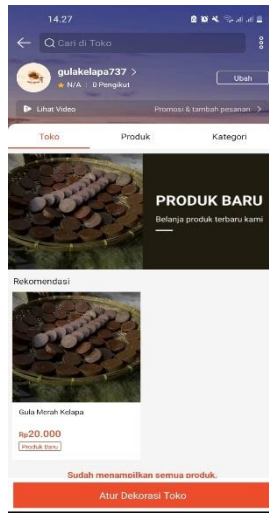 14.27
Cari di Toko
gulakelapa737 >
N/A | 0 Pengikut
Ubah
Lihat Video
Promosi & tambah pesanan >
Toko
Produk
Kategori
PRODUK BARU
Belanja produk terbaru kami
Rekomendasi
Gula Merah Kelapa
Rp20.000
Produk Baru
Sudah menampilkan semua produk.
Atur Dekorasi Toko